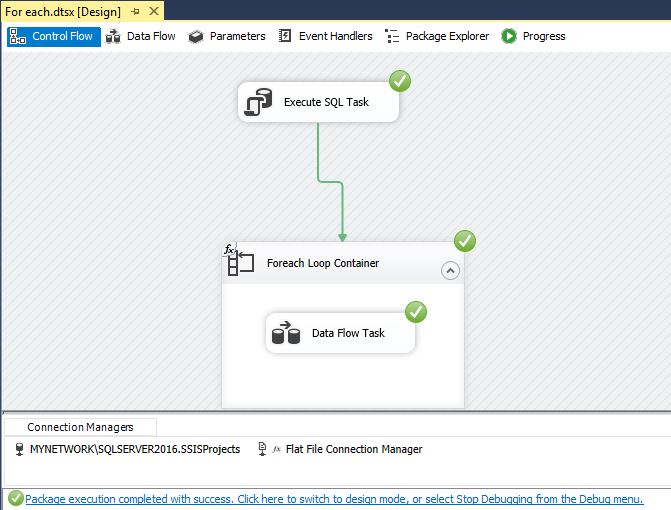 For each.dtsx [Design]
Control Flow Data Flow Parameters Event Handlers Package Explorer Progress
Execute SQL Task
fx
Foreach Loop Container
Data Flow Task
Connection Managers
MYNETWORK\SQLSERVER2016.SSISProjects fx Flat File Connection Manager
Package execution completed with success. Click here to switch to design mode, or select Stop Debugging from the Debug menu.